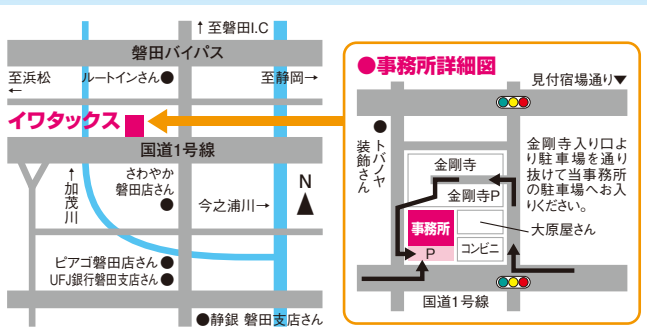 ↑至磐田I.C
磐田バイパス
至浜松
←
ルートインさん●
至静岡→
イワタックス
国道1号線
↑
加茂川
さわやか
磐田店さん
●
今之浦川→
N
ピアゴ磐田店さん●
UFJ銀行磐田支店さん●
●静銀 磐田支店さん
●事務所詳細図
見付宿場通り▼
●
トバノヤ
装飾さん
金剛寺
金剛寺P
事務所
P
コンビニ
金剛寺入り口よ
り駐車場を通り
抜けて当事務所
の駐車場へお入
りください。
大原屋さん
国道1号線